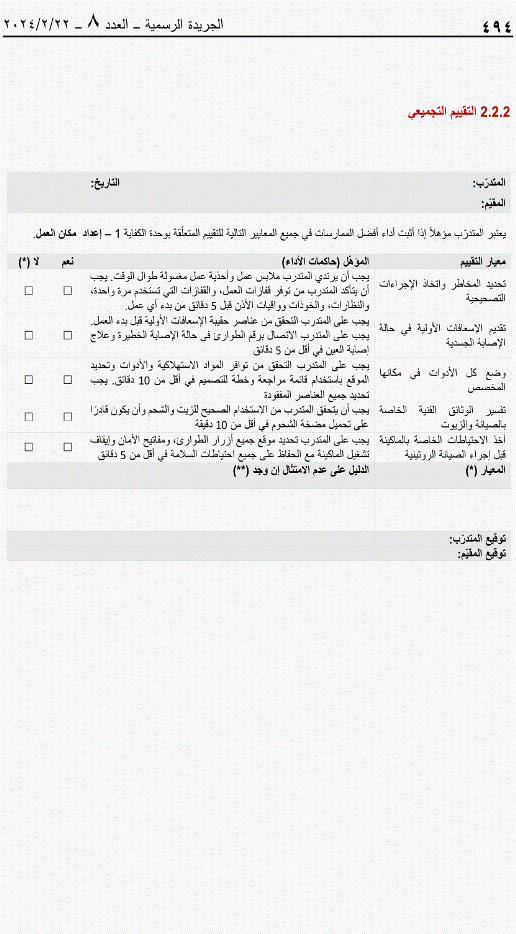 ٤٩٤ الجريدة الرسمية ــ العدد ٨ ــ ٢٠٢٤/٢/٢٢
2.2.2 التقييم التجميعي
المتدرّب: التاريخ:
المقيّم:
يعتبر المتدرّب مؤهلاً إذا أثبت أداء أفضل الممارسات في جميع المعايير التالية للتقييم المتعلّقة بوحدة الكفاية 1 – إعداد مكان العمل.
معيار التقييم المؤهّل (حاكمات الأداء) نعم لا (*)
تحديد المخاطر واتخاذ الإجراءات
التصحيحية
يجب أن يرتدي المتدرب ملابس عمل وأحذية عمل مغسولة طوال الوقت. يجب
أن يتأكد المتدرب من توفر قفازات العمل، والقفازات التي تستخدم مرة واحدة،
والنظارات، والخوذات وواقيات الأذن قبل 5 دقائق من بدء أي عمل.
☐ ☐
تقديم الإسعافات الأولية في حالة
الإصابة الجسدية
يجب على المتدرب التحقق من عناصر حقيبة الإسعافات الأولية قبل بدء العمل.
يجب على المتدرب الاتصال برقم الطوارئ في حالة الإصابة الخطيرة وعلاج
إصابة العين في أقل من 5 دقائق
☐ ☐
وضع كل الأدوات في مكانها
المخصص
يجب على المتدرب التحقق من توافر المواد الاستهلاكية والأدوات وتحديد
الموقع باستخدام قائمة مراجعة وخطة للتصميم في أقل من 10 دقائق. يجب
تحديد جميع العناصر المفقودة
☐ ☐
تفسير الوثائق الفنية الخاصة
بالصيانة والزيوت
يجب أن يتحقق المتدرب من الاستخدام الصحيح للزيت والشحم وأن يكون قادرًا
على تحميل مضخة الشحوم في أقل من 10 دقيقة
☐ ☐
أخذ الاحتياطات الخاصة بالماكينة
قبل إجراء الصيانة الروتينية
يجب على المتدرب تحديد موقع جميع أزرار الطوارئ، ومفاتيح الأمان وإيقاف
تشغيل الماكينة مع الحفاظ على جميع احتياطات السلامة في أقل من 5 دقائق
☐ ☐
المعيار (*) الدليل على عدم الامتثال إن وجد (**)
توقيع المتدرّب:
توقيع المقيّم: